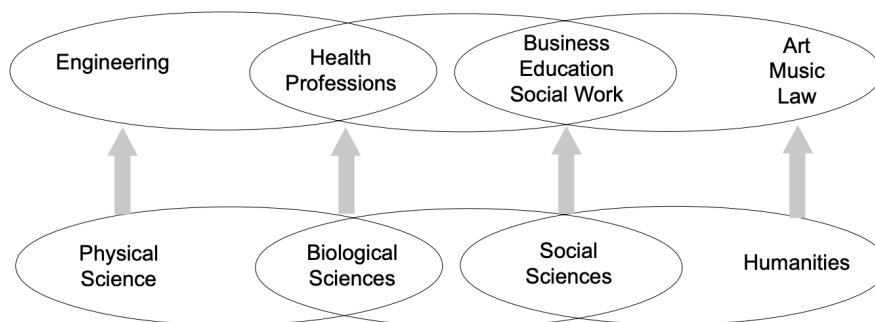 Engineering
Health
Professions
Business
Education
Social Work
Art
Music
Law
Physical
Science
Biological
Sciences
Social
Sciences
Humanities